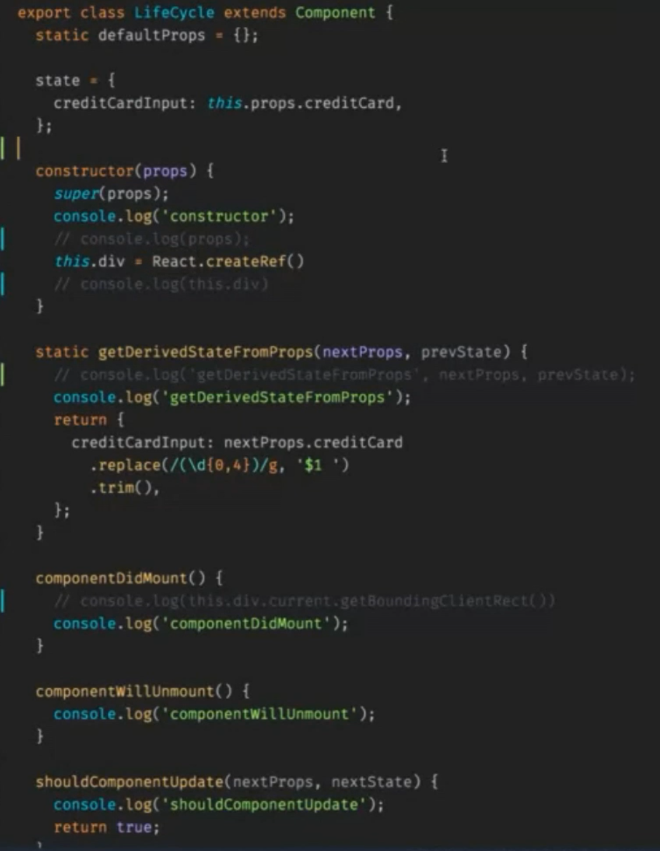 export class LifeCycle extends Component {
static defaultProps = {};
state = {
creditCardInput: this.props.creditCard,
};
constructor(props) {
super(props);
console.log('constructor');
// console.log(props);
this.div = React.createRef()
// console.log(this.div)
}
static getDerivedStateFromProps(nextProps, prevState) {
// console.log('getDerivedStateFromProps', nextProps, prevState);
console.log('getDerivedStateFromProps');
return {
creditCardInput: nextProps.creditCard
.replace(/(\d{0,4})/g, '$1 ')
.trim(),
};
}
componentDidMount() {
// console.log(this.div.current.getBoundingClientRect())
console.log('componentDidMount');
}
componentWillUnmount() {
console.log('componentWillUnmount');
}
shouldComponentUpdate(nextProps, nextState) {
console.log('shouldComponentUpdate');
return true;
}